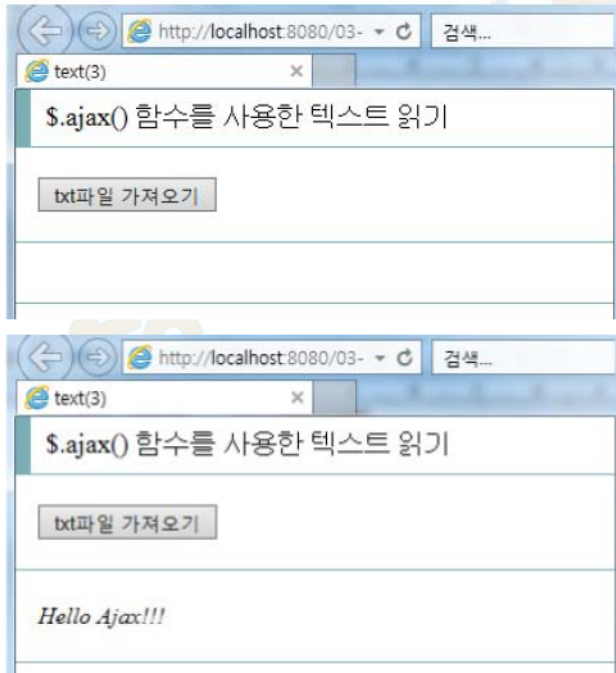 http://localhost:8080/03-
검색...
text(3)
$.ajax() 함수를 사용한 텍스트 읽기
txt파일 가져오기
http://localhost:8080/03-
검색...
text(3)
$.ajax() 함수를 사용한 텍스트 읽기
txt파일 가져오기
Hello Ajax!!!